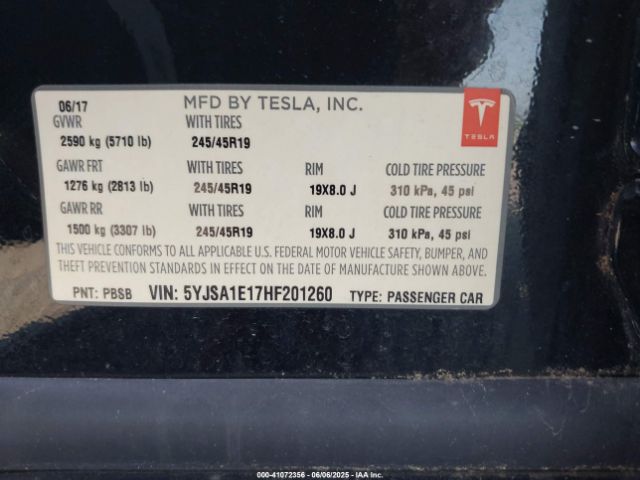 06/17 MFD BY TESLA, INC.
GVWR WITH TIRES
2590 kg (5710 lb) 245/45R19
TESLA
GAWR FRT WITH TIRES RIM COLD TIRE PRESSURE
1276 kg (2813 lb) 245/45R19 19X8.0 J 310 kPa, 45 psi
GAWR RR WITH TIRES RIM COLD TIRE PRESSURE
1500 kg (3307 lb) 245/45R19 19X8.0 J 310 kPa, 45 psi
THIS VEHICLE CONFORMS TO ALL APPLICABLE U.S. FEDERAL MOTOR VEHICLE SAFETY, BUMPER, AND
THEFT PREVENTION STANDARDS IN EFFECT ON THE DATE OF MANUFACTURE SHOWN ABOVE.
PNT: PBSB VIN: 5YJSA1E17HF201260 TYPE: PASSENGER CAR
000-41072356 | 06/06/2025 - IAA Inc.